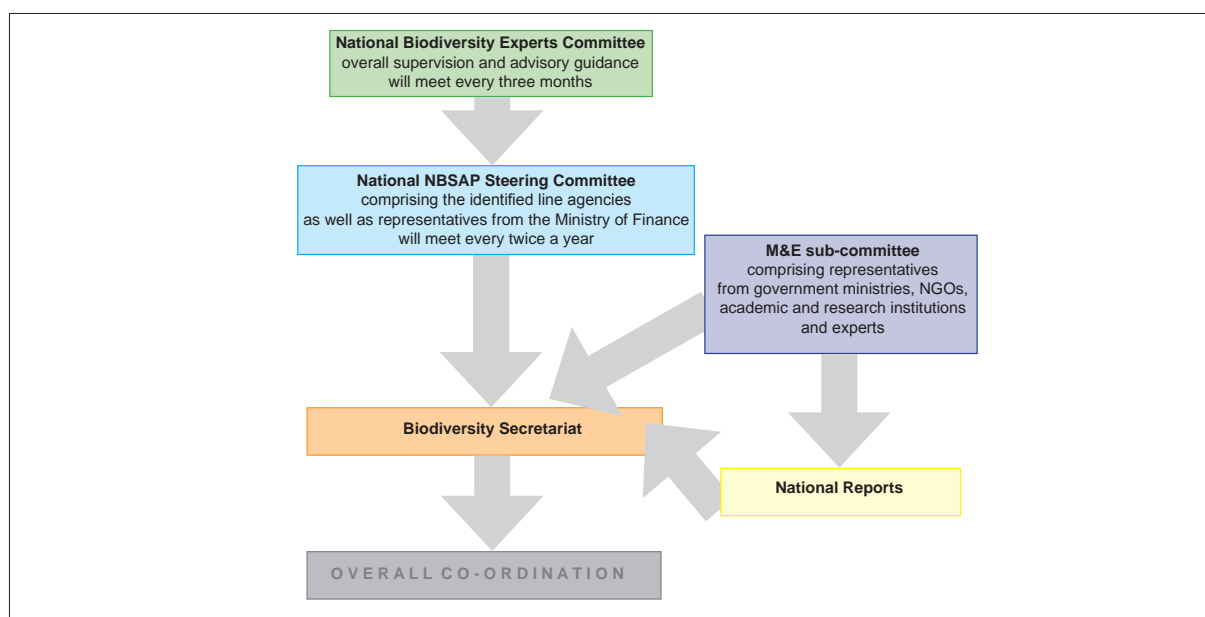 National Biodiversity Experts Committee
overall supervision and advisory guidance
will meet every three months
National NBSAP Steering Committee
comprising the identified line agencies
as well as representatives from the Ministry of Finance
will meet every twice a year
M&E sub-committee
comprising representatives
from government ministries, NGOs,
academic and research institutions
and experts
Biodiversity Secretariat
National Reports
OVERALL CO-ORDINATION